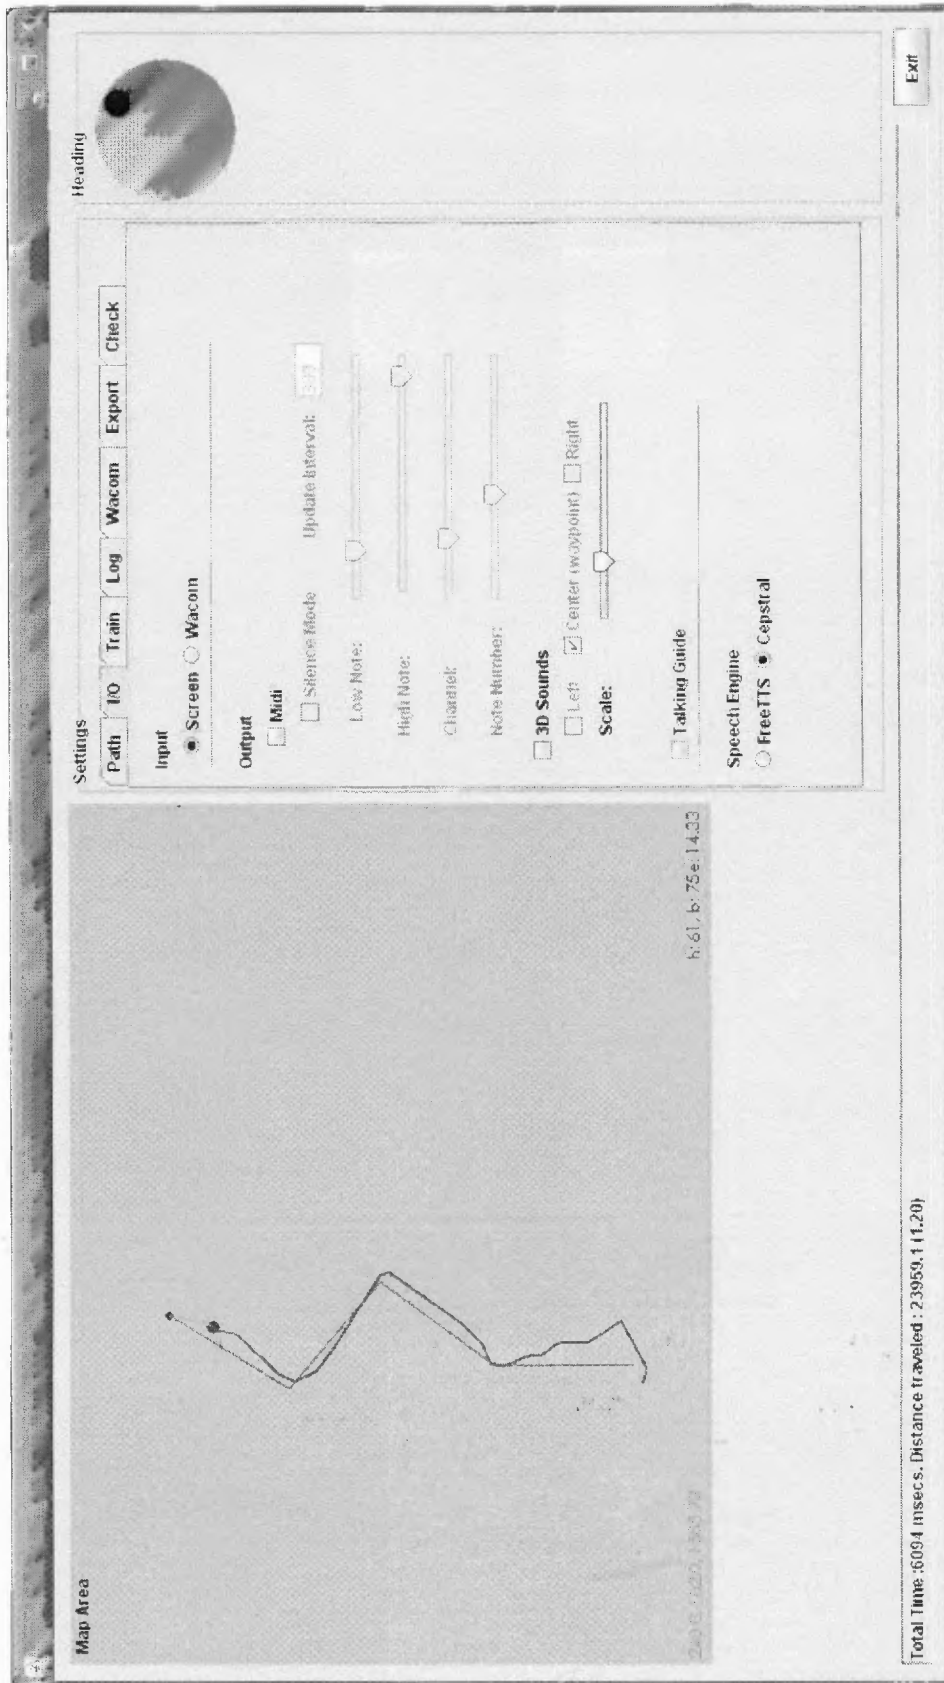 Map Area
h: 61, b: 75 e: 14.33
Settings
Path I/O Train Log Wacom Export Check
Input
Screen Wacom
Output
Midi
Silence Mode Update Interval:
Low Note:
High Note:
Channel:
Note Number:
3D Sounds
Left Center (waypoint) Right
Scale:
Talking Guide
Speech Engine
FreeTTS Cepstral
Heading
Total Time :6094 msecs. Distance traveled : 23959.1 (1.20)
Exit